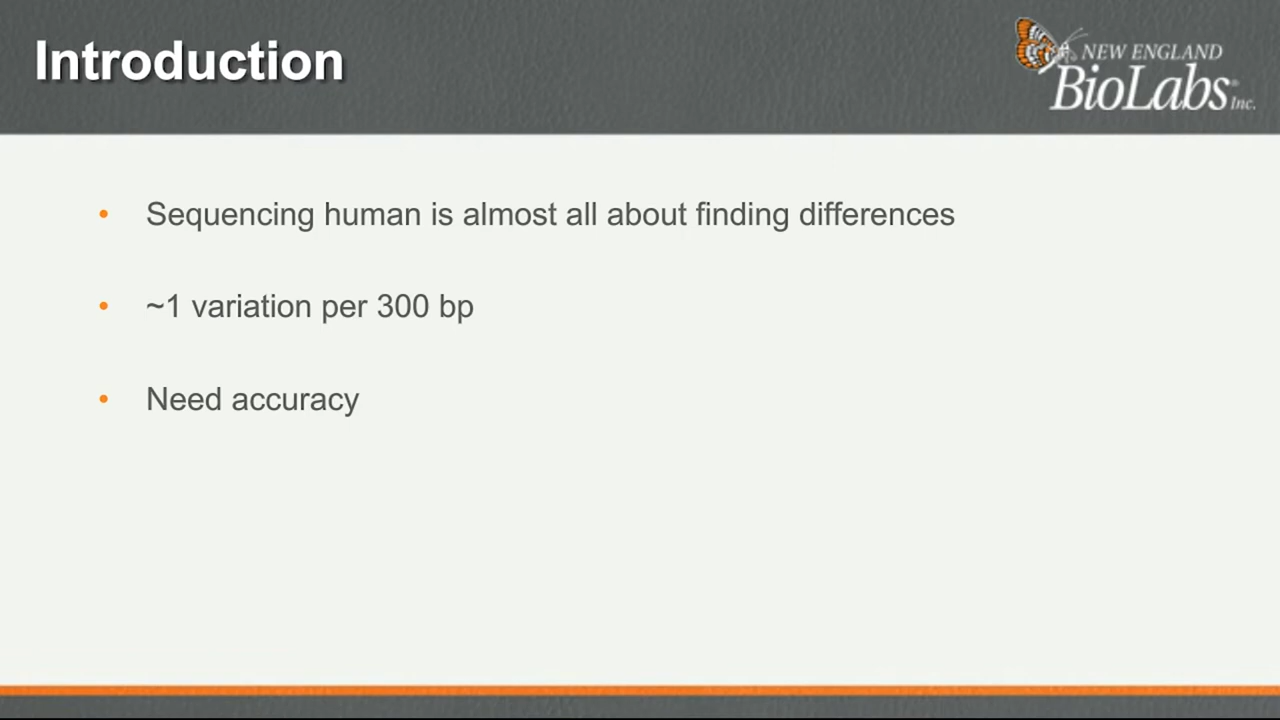 Introduction
NEW ENGLAND
BioLabs® Inc.
• Sequencing human is almost all about finding differences
• ~1 variation per 300 bp
• Need accuracy